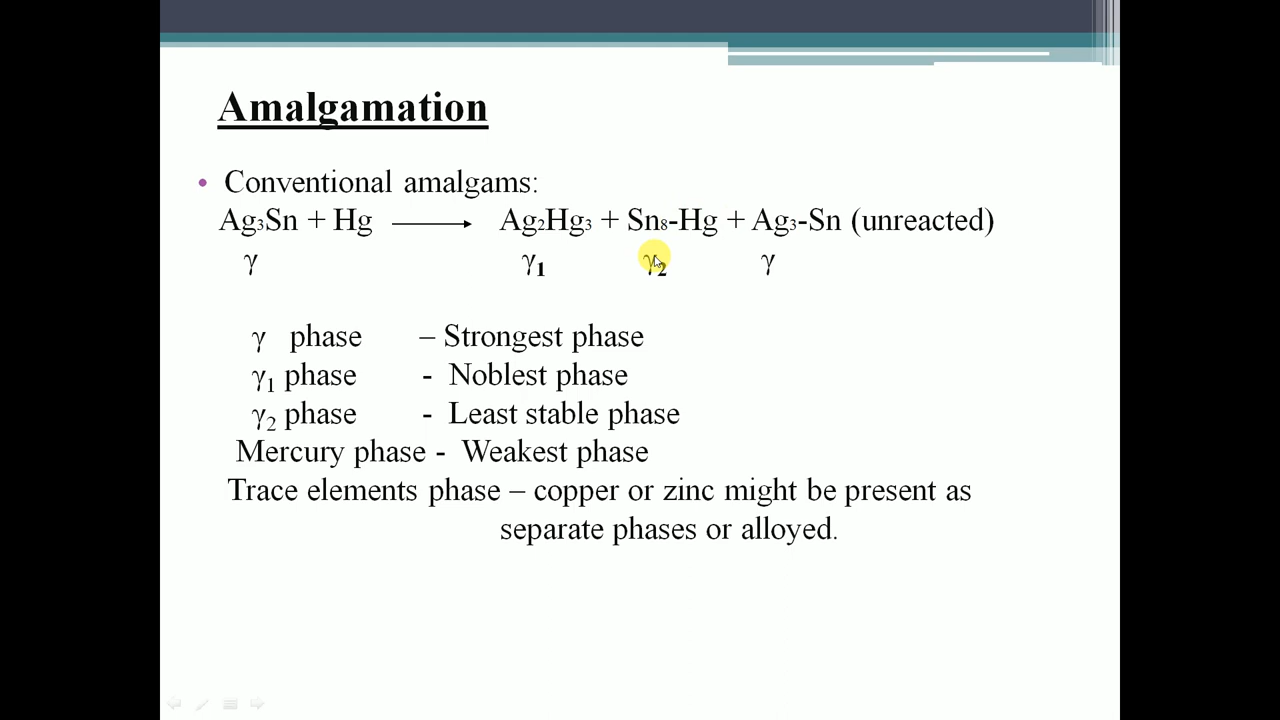 Amalgamation
• Conventional amalgams:
Ag₃Sn + Hg ⟶ Ag₂Hg₃ + Sn₈-Hg + Ag₃-Sn (unreacted)
γ γ₁ γ₂ γ
γ phase – Strongest phase
γ₁ phase - Noblest phase
γ₂ phase - Least stable phase
Mercury phase - Weakest phase
Trace elements phase – copper or zinc might be present as
separate phases or alloyed.